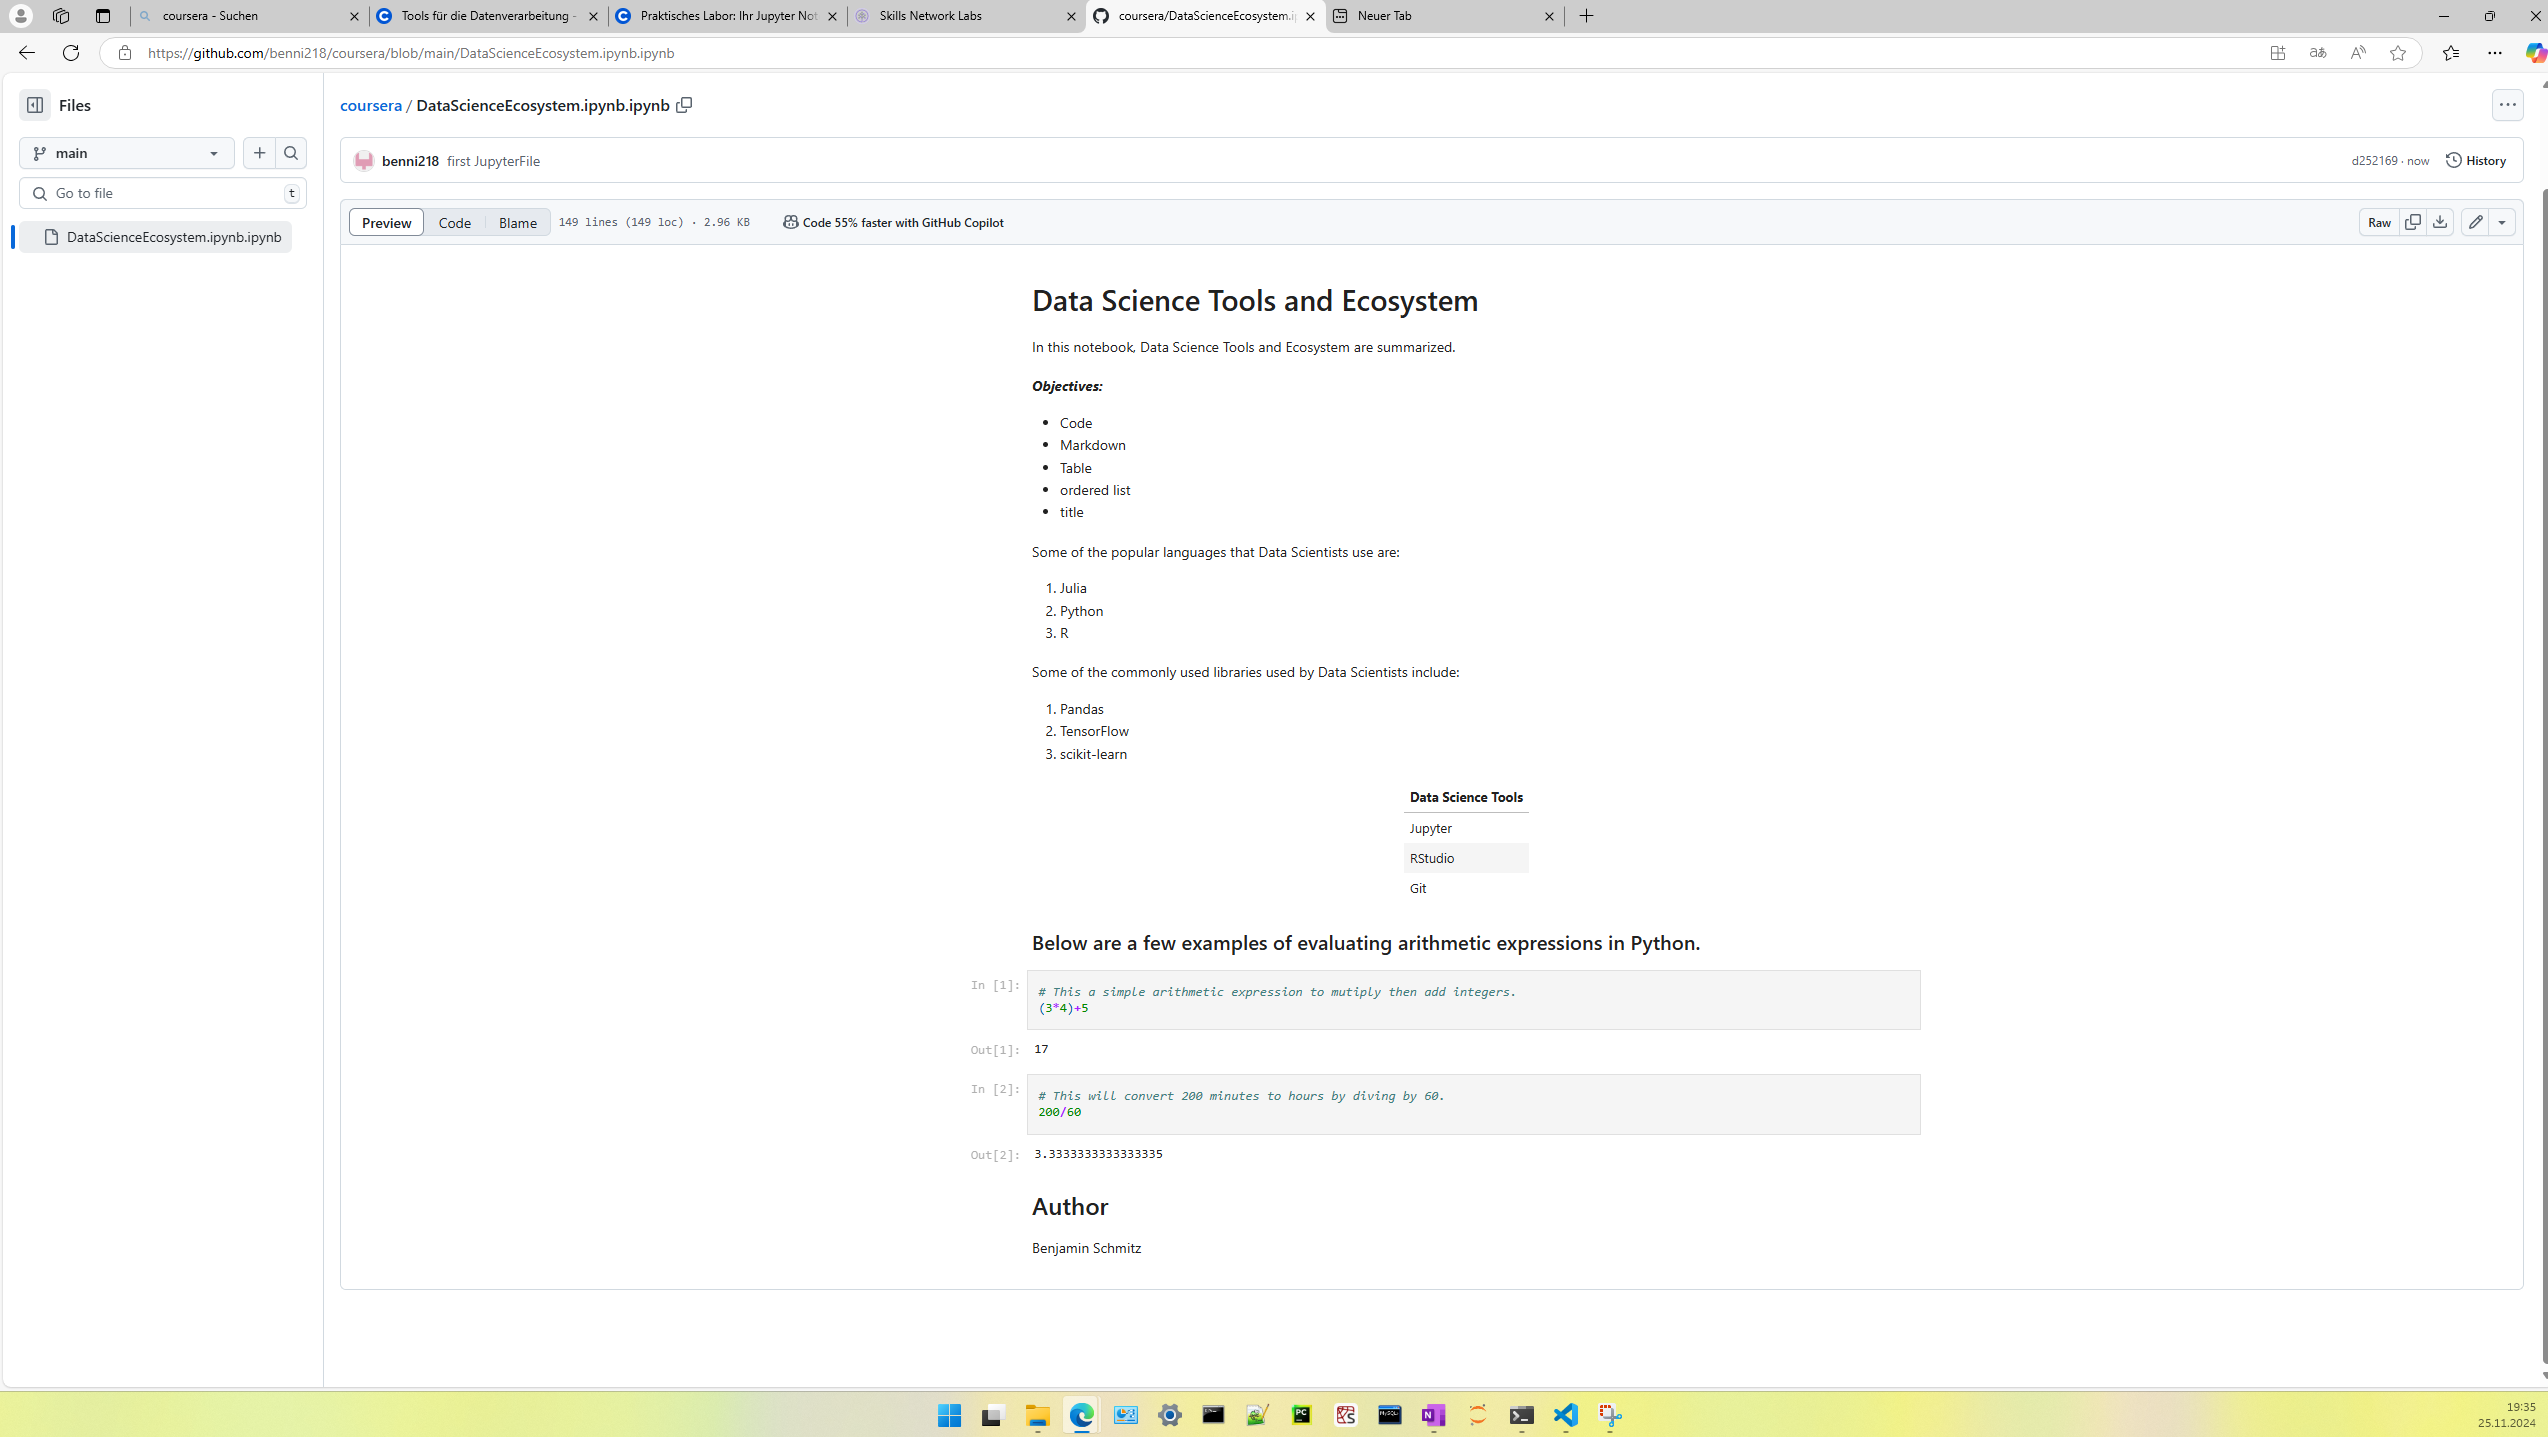 coursera - Suchen
Tools für die Datenverarbeitung -
Praktisches Labor: Ihr Jupyter Not
Skills Network Labs
coursera/DataScienceEcosystem.ip
Neuer Tab
https://github.com/benni218/coursera/blob/main/DataScienceEcosystem.ipynb.ipynb
Files
coursera / DataScienceEcosystem.ipynb.ipynb
main
benni218 first JupyterFile
d252169 · now
History
Go to file
t
Preview
Code
Blame
149 lines (149 loc) · 2.96 KB
Code 55% faster with GitHub Copilot
Raw
DataScienceEcosystem.ipynb.ipynb
Data Science Tools and Ecosystem
In this notebook, Data Science Tools and Ecosystem are summarized.
Objectives:
• Code
• Markdown
• Table
• ordered list
• title
Some of the popular languages that Data Scientists use are:
1. Julia
2. Python
3. R
Some of the commonly used libraries used by Data Scientists include:
1. Pandas
2. TensorFlow
3. scikit-learn
Data Science Tools
Jupyter
RStudio
Git
Below are a few examples of evaluating arithmetic expressions in Python.
In [1]:
# This a simple arithmetic expression to mutiply then add integers.
(3*4)+5
Out[1]: 17
In [2]:
# This will convert 200 minutes to hours by diving by 60.
200/60
Out[2]: 3.3333333333333335
Author
Benjamin Schmitz
19:35
25.11.2024